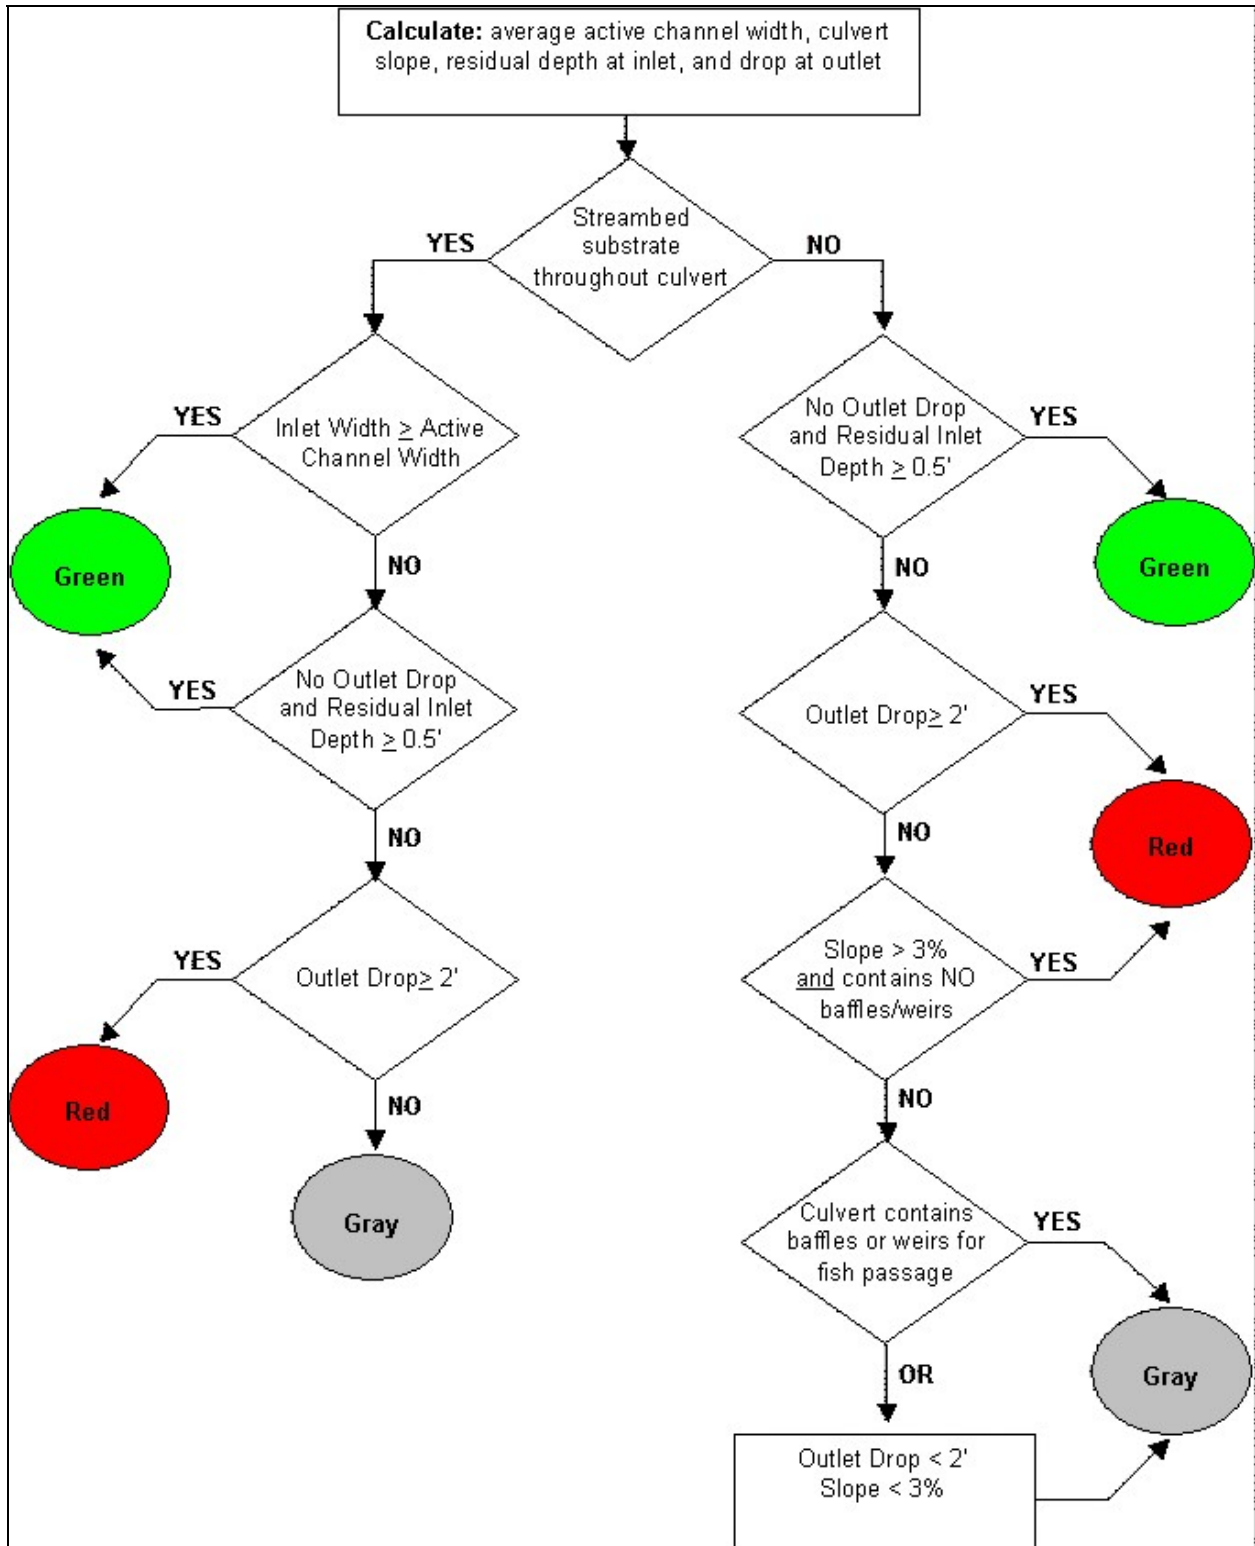 Calculate: average active channel width, culvert
slope, residual depth at inlet, and drop at outlet
Streambed
substrate
throughout culvert
YES
NO
Inlet Width ≥ Active
Channel Width
YES
NO
Green
No Outlet Drop
and Residual Inlet
Depth ≥ 0.5'
YES
NO
Outlet Drop ≥ 2'
YES
NO
Red
Gray
No Outlet Drop
and Residual Inlet
Depth ≥ 0.5'
YES
NO
Green
Outlet Drop ≥ 2'
YES
NO
Red
Slope > 3%
and contains NO
baffles/weirs
YES
NO
Culvert contains
baffles or weirs for
fish passage
YES
OR
Gray
Outlet Drop < 2'
Slope < 3%